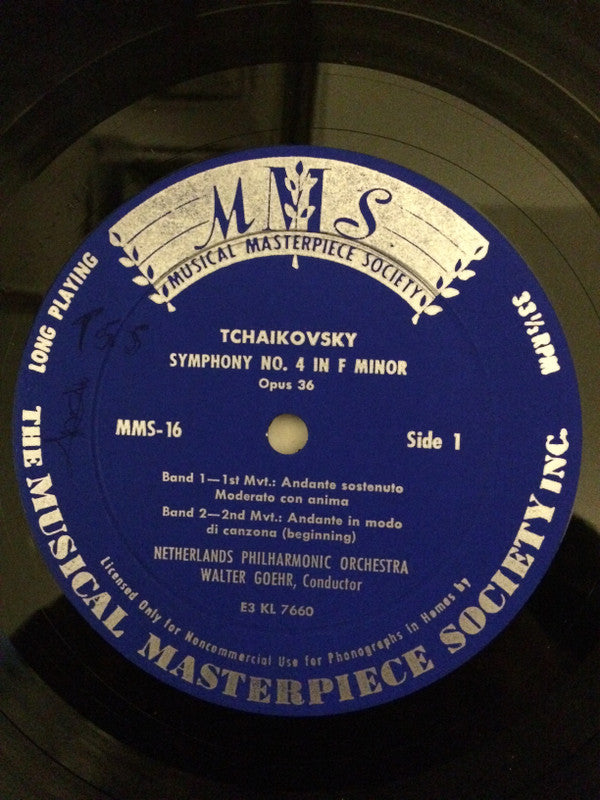 MMS
MUSICAL MASTERPIECE SOCIETY
LONG PLAYING
33⅓ RPM
TCHAIKOVSKY
SYMPHONY NO. 4 IN F MINOR
Opus 36
MMS-16
Side 1
Band 1—1st Mvt.: Andante sostenuto
Moderato con anima
Band 2—2nd Mvt.: Andante in modo
di canzona (beginning)
NETHERLANDS PHILHARMONIC ORCHESTRA
WALTER GOEHR, Conductor
E3 KL 7660
Licensed Only for Noncommercial Use for Phonographs in Homes by
THE MUSICAL MASTERPIECE SOCIETY INC.